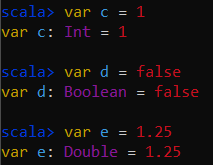 scala> var c = 1
var c: Int = 1
scala> var d = false
var d: Boolean = false
scala> var e = 1.25
var e: Double = 1.25